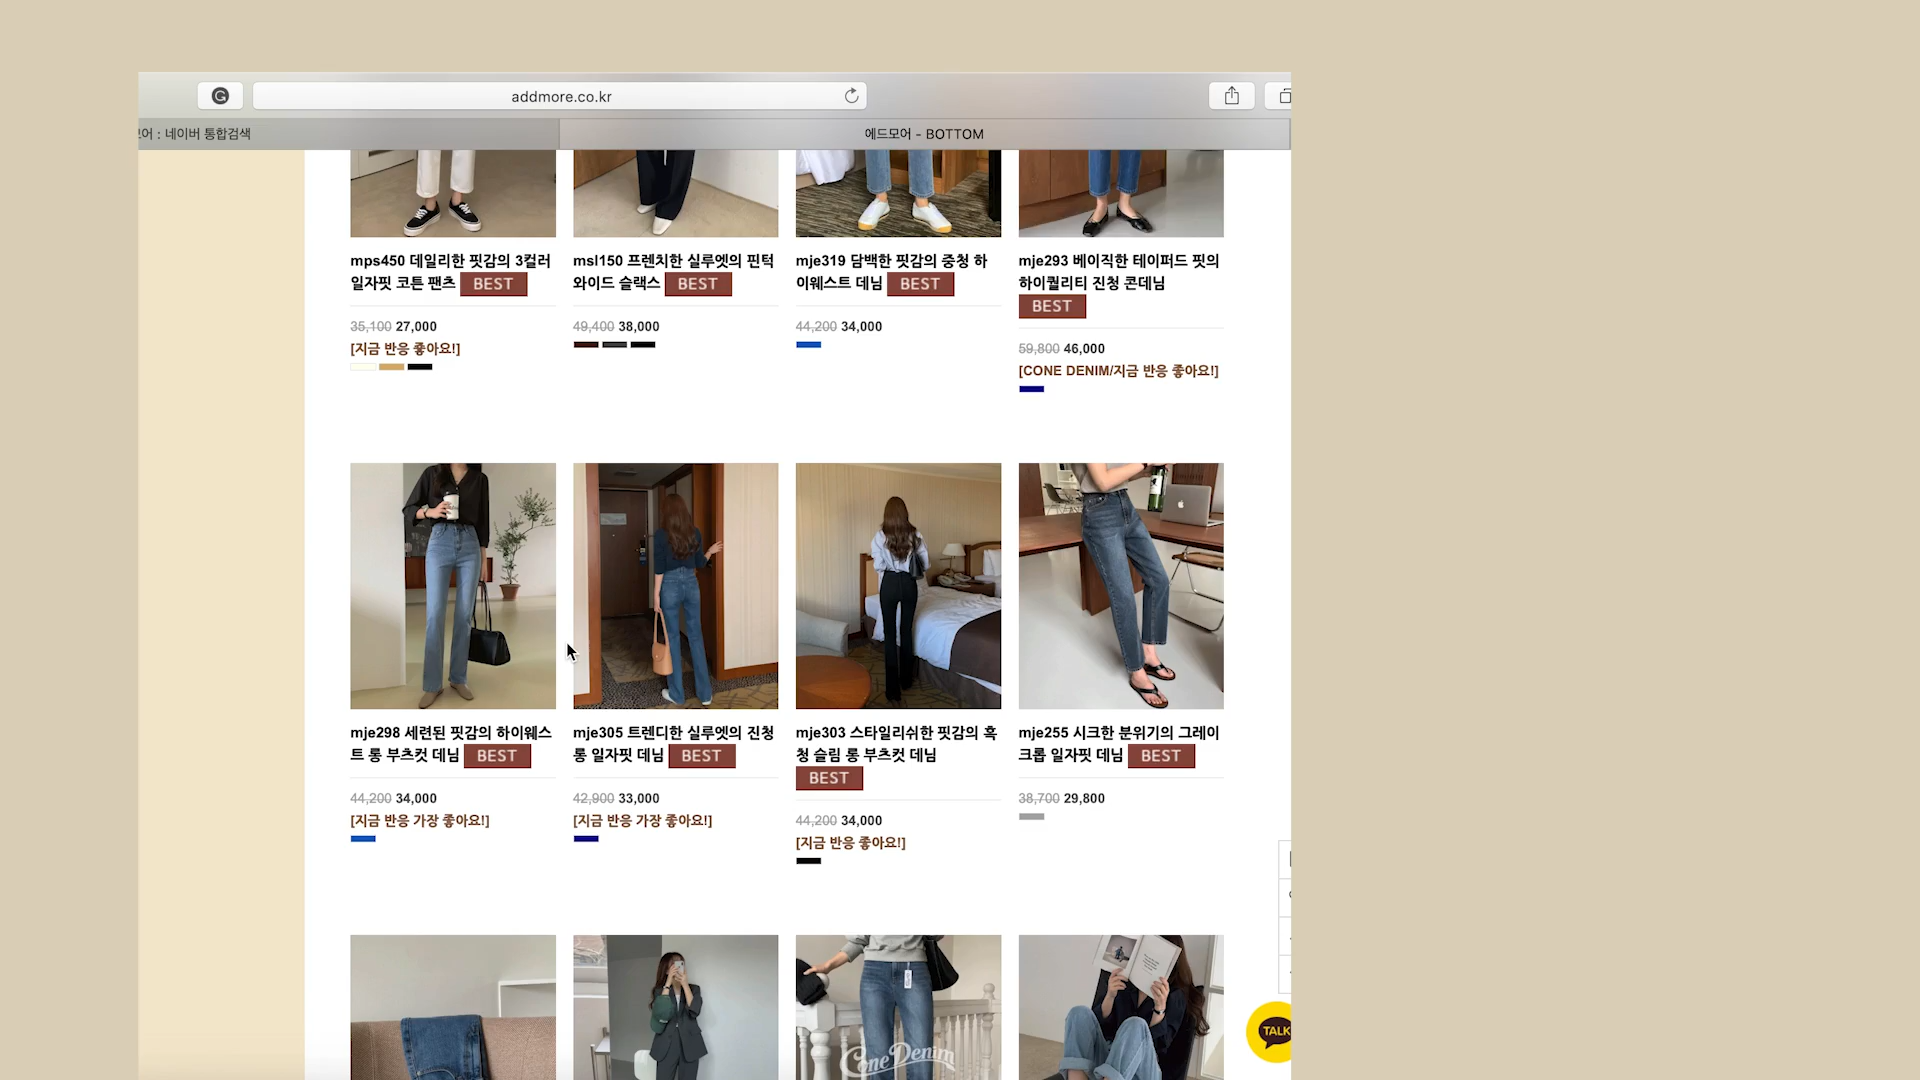 addmore.co.kr
어 : 네이버 통합검색
에드모어 - BOTTOM
mps450 데일리한 핏감의 3컬러
일자핏 코튼 팬츠 BEST
35,100 27,000
[지금 반응 좋아요!]
msl150 프렌치한 실루엣의 핀턱
와이드 슬랙스 BEST
49,400 38,000
mje319 담백한 핏감의 중청 하
이웨스트 데님 BEST
44,200 34,000
mje293 베이직한 테이퍼드 핏의
하이퀄리티 진청 콘데님
BEST
59,800 46,000
[CONE DENIM/지금 반응 좋아요!]
mje298 세련된 핏감의 하이웨스
트 롱 부츠컷 데님 BEST
44,200 34,000
[지금 반응 가장 좋아요!]
mje305 트렌디한 실루엣의 진청
롱 일자핏 데님 BEST
42,900 33,000
[지금 반응 가장 좋아요!]
mje303 스타일리쉬한 핏감의 흑
청 슬림 롱 부츠컷 데님
BEST
44,200 34,000
[지금 반응 좋아요!]
mje255 시크한 분위기의 그레이
크롭 일자핏 데님 BEST
38,700 29,800
Cone Denim
TALK